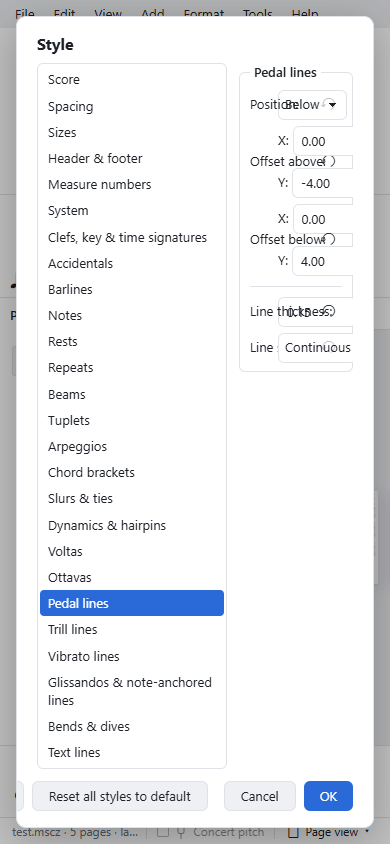 File Edit View Add Format Tools Help
Style
Score
Spacing
Sizes
Header & footer
Measure numbers
System
Clefs, key & time signatures
Accidentals
Barlines
Notes
Rests
Repeats
Beams
Tuplets
Arpeggios
Chord brackets
Slurs & ties
Dynamics & hairpins
Voltas
Ottavas
Pedal lines
Trill lines
Vibrato lines
Glissandos & note-anchored
lines
Bends & dives
Text lines
Pedal lines
Position: Below
X: 0.00
Offset above:
Y: -4.00
X: 0.00
Offset below:
Y: 4.00
Line thickness: 0.15
Line Continuous
Reset all styles to default
Cancel
OK
test.mscz · 5 pages · la...
Concert pitch
Page view